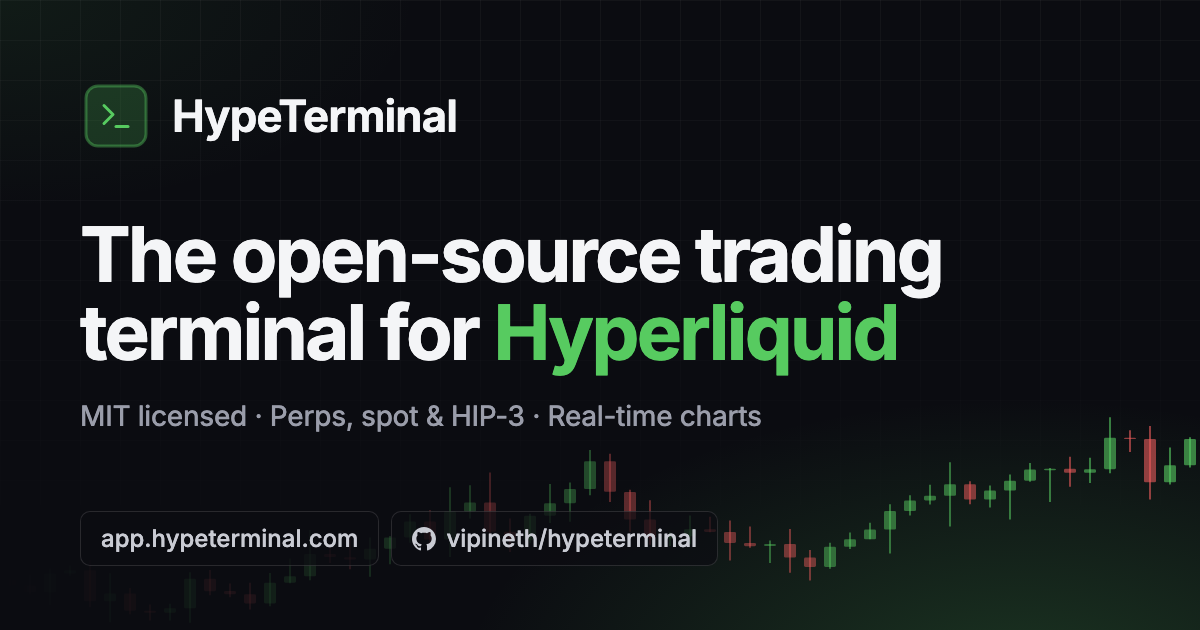 HypeTerminal
The open-source trading
terminal for Hyperliquid
MIT licensed · Perps, spot & HIP-3 · Real-time charts
app.hypeterminal.com
vipineth/hypeterminal